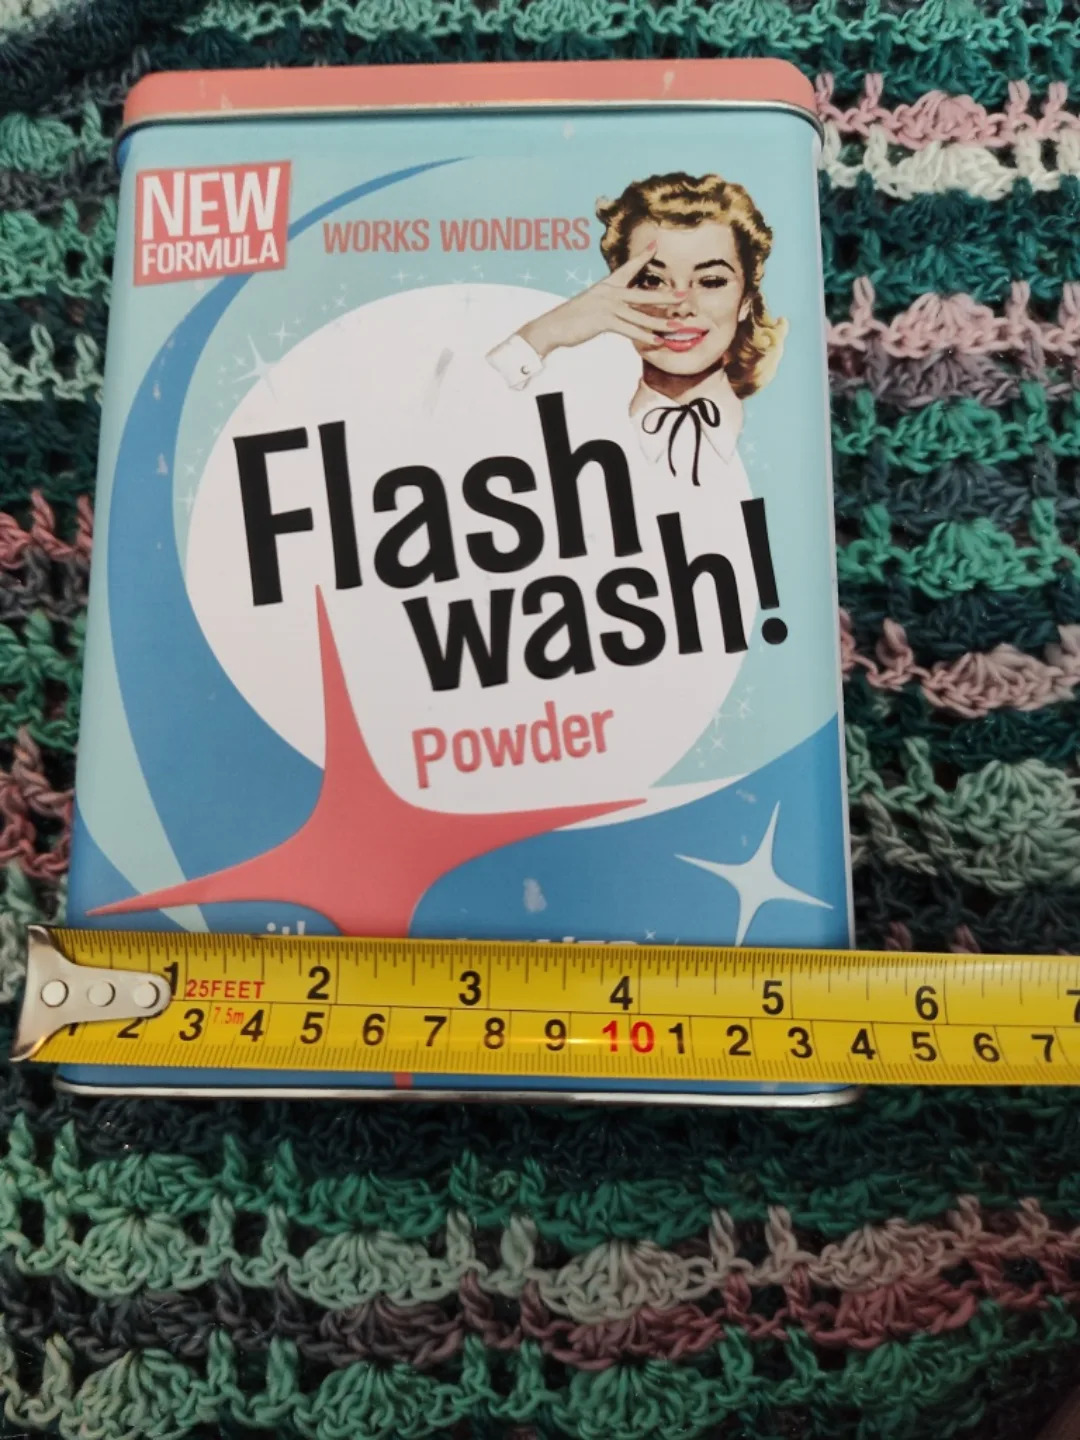 NEW
FORMULA
WORKS WONDERS
Flash
wash!
Powder
1 25FEET 2 3 4 5 6 7
1 2 3 7.5m 4 5 6 7 8 9 10 1 2 3 4 5 6 7